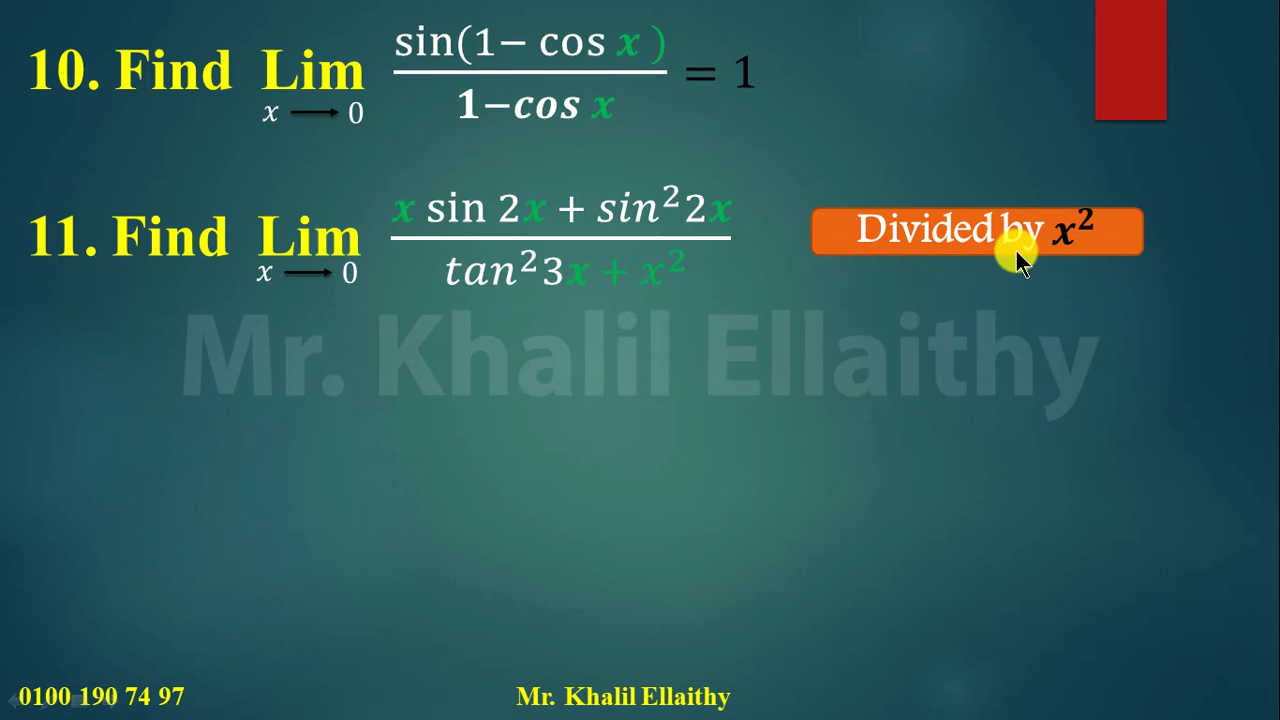 10. Find Lim x → 0 sin(1− cos x ) / 1−cos x = 1
11. Find Lim x → 0 x sin 2x + sin²2x / tan²3x + x²
Divided by x²
Mr. Khalil Ellaithy
0100 190 74 97
Mr. Khalil Ellaithy